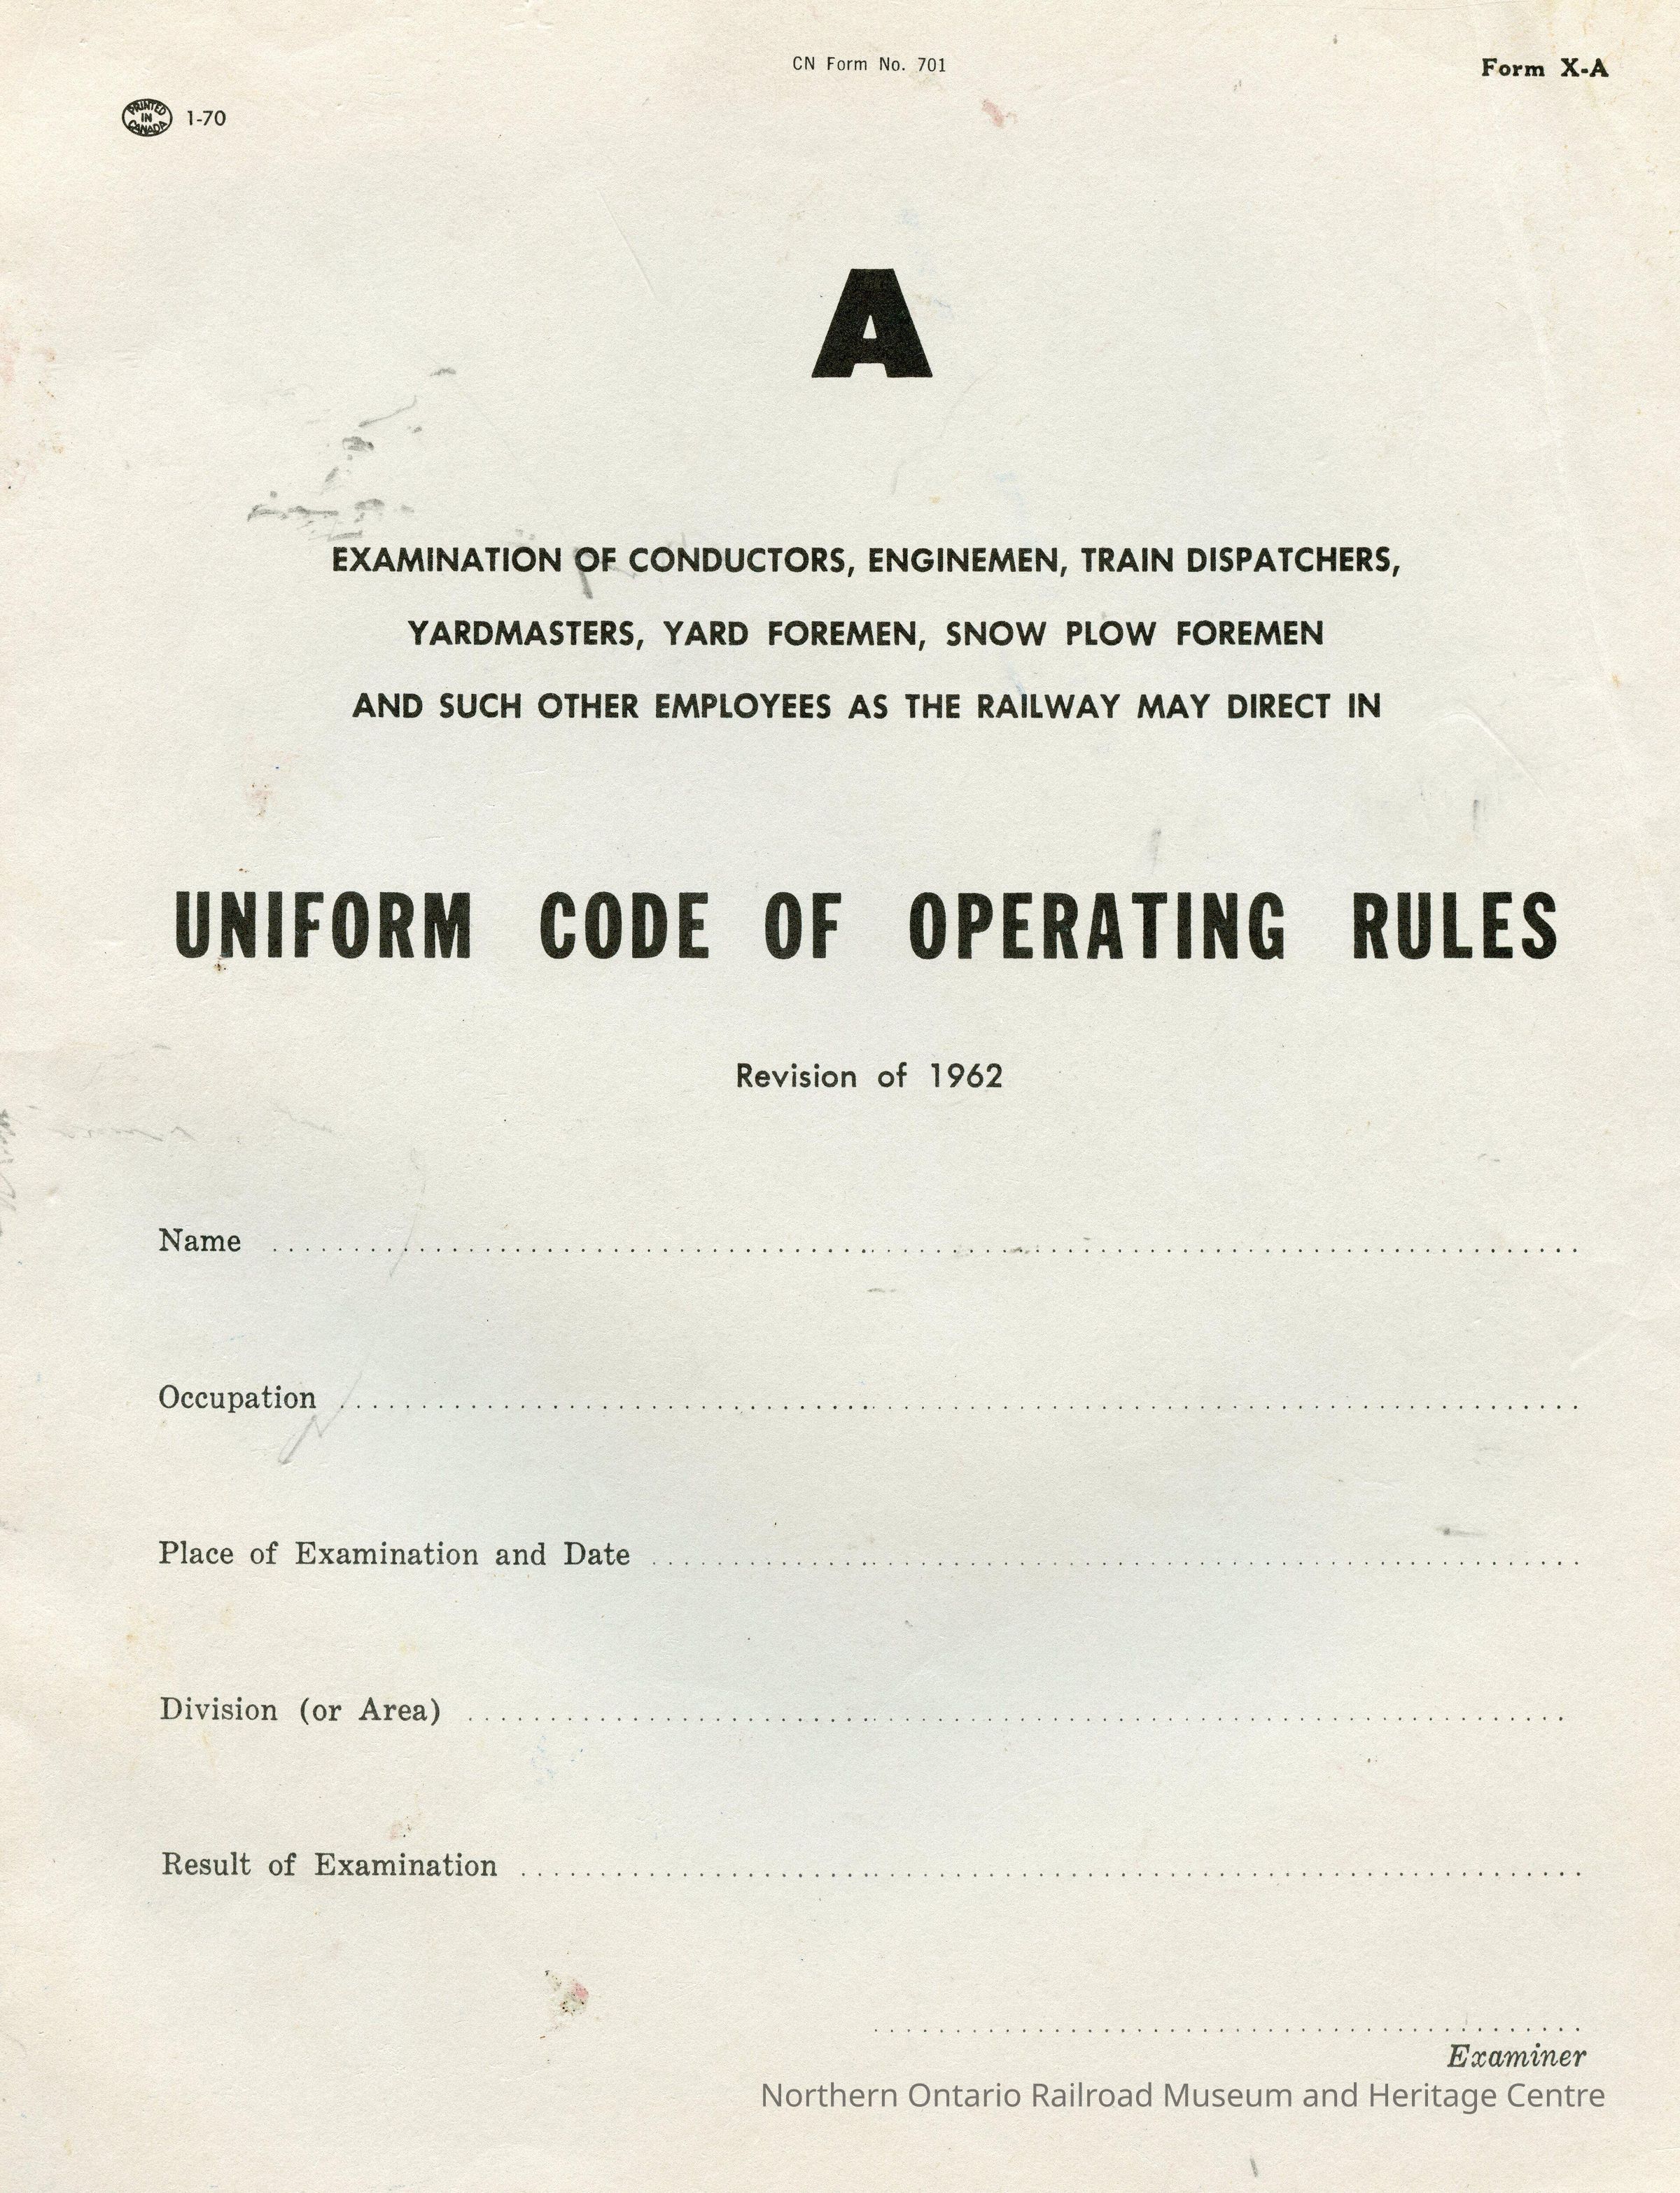 CN Form No. 701
Form X-A
PRINTED IN CANADA 1-70
A
EXAMINATION OF CONDUCTORS, ENGINEMEN, TRAIN DISPATCHERS,
YARDMASTERS, YARD FOREMEN, SNOW PLOW FOREMEN
AND SUCH OTHER EMPLOYEES AS THE RAILWAY MAY DIRECT IN
UNIFORM CODE OF OPERATING RULES
Revision of 1962
Name
Occupation
Place of Examination and Date
Division (or Area)
Result of Examination
Examiner
Northern Ontario Railroad Museum and Heritage Centre